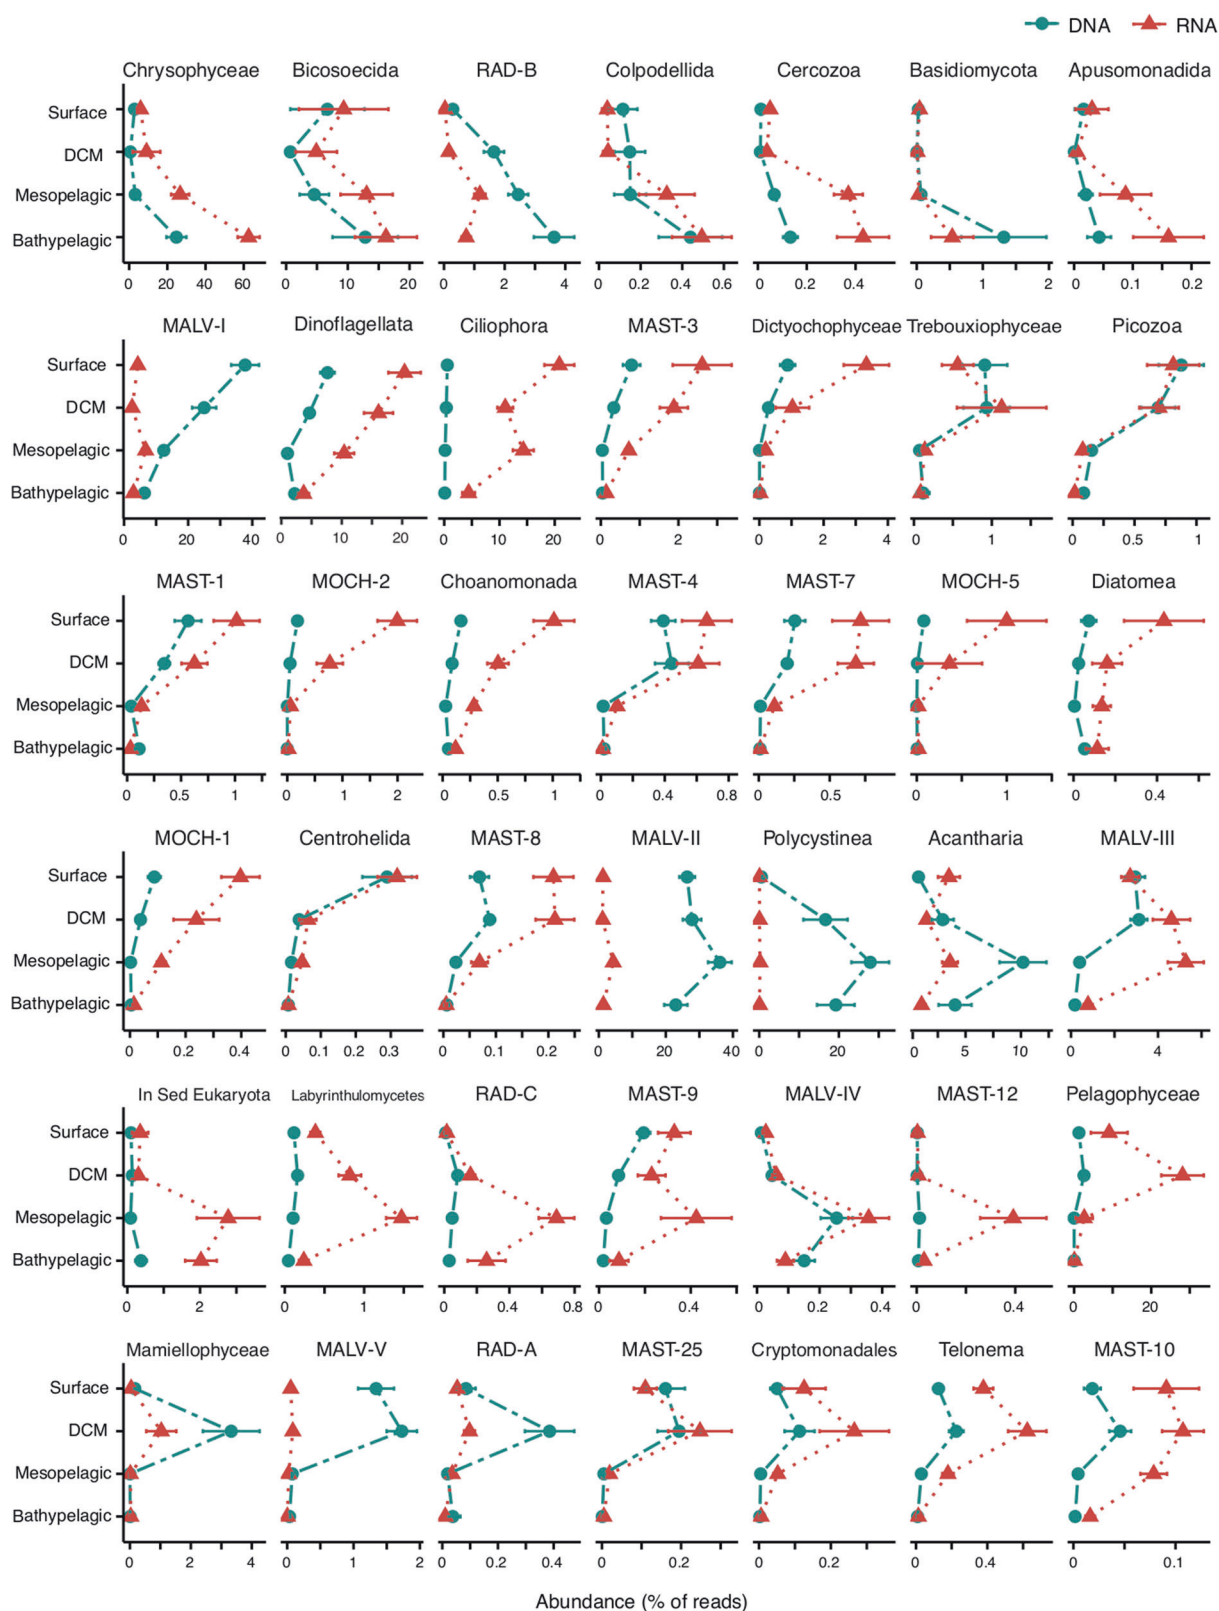 DNA RNA
Chrysophyceae Bicosoecida RAD-B Colpodellida Cercozoa Basidiomycota Apusomonadida
Surface
DCM
Mesopelagic
Bathypelagic
0 20 40 60 0 10 20 0 2 4 0 0.2 0.4 0.6 0 0.2 0.4 0 1 2 0 0.1 0.2
MALV-I Dinoflagellata Ciliophora MAST-3 Dictyochophyceae Trebouxiophyceae Picozoa
Surface
DCM
Mesopelagic
Bathypelagic
0 20 40 0 10 20 0 10 20 0 2 0 2 4 0 1 0 0.5 1
MAST-1 MOCH-2 Choanomonada MAST-4 MAST-7 MOCH-5 Diatomea
Surface
DCM
Mesopelagic
Bathypelagic
0 0.5 1 0 1 2 0 0.5 1 0 0.4 0.8 0 0.5 0 1 0 0.4
MOCH-1 Centrohelida MAST-8 MALV-II Polycystinea Acantharia MALV-III
Surface
DCM
Mesopelagic
Bathypelagic
0 0.2 0.4 0 0.1 0.3 0 0.1 0.2 0 20 40 0 20 0 5 10 0 4
In Sed Eukaryota Labyrinthulomycetes RAD-C MAST-9 MALV-IV MAST-12 Pelagophyceae
Surface
DCM
Mesopelagic
Bathypelagic
0 2 0 1 0 0.4 0.8 0 0.4 0 0.2 0.4 0 0.4 0 20
Mamiellophyceae MALV-V RAD-A MAST-25 Cryptomonadales Telonema MAST-10
Surface
DCM
Mesopelagic
Bathypelagic
0 2 4 0 1 2 0 0.2 0.4 0 0.2 0 0.2 0 0.4 0 0.1
Abundance (% of reads)